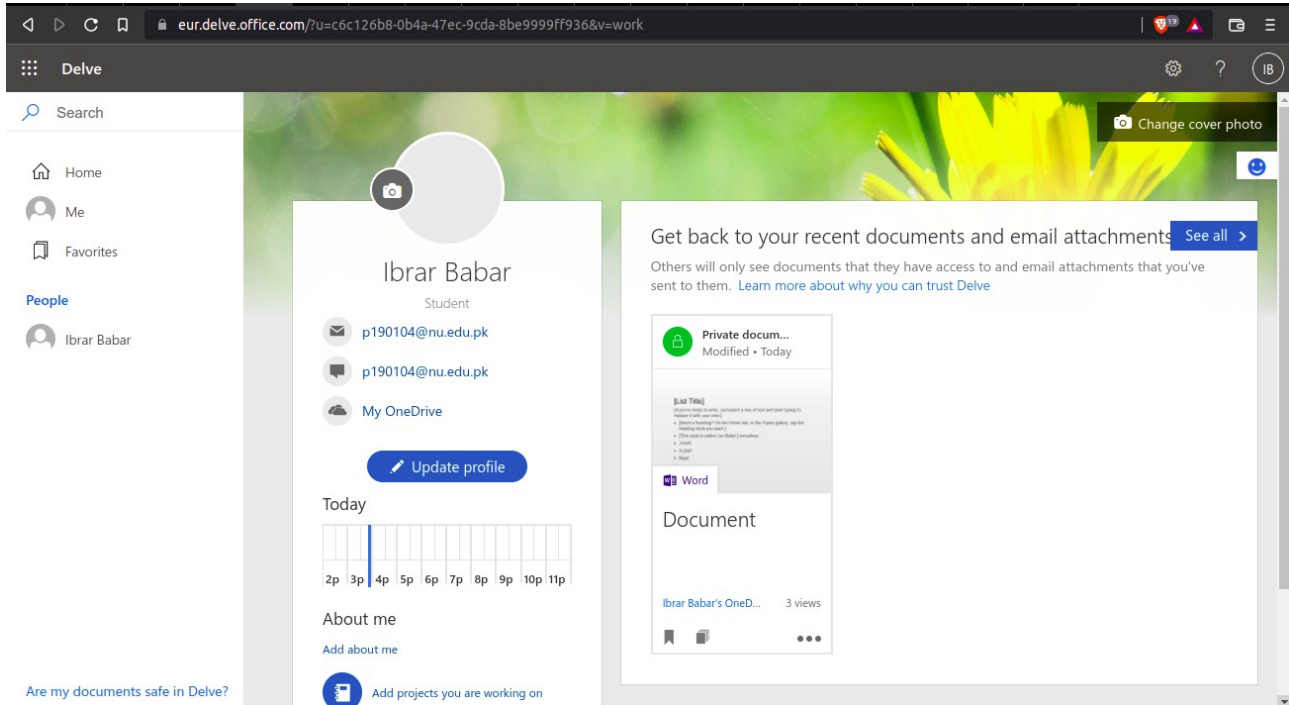 eur.delve.office.com/?u=c6c126b8-0b4a-47ec-9cda-8be9999ff936&v=work
19
Delve
?
IB
Search
Home
Me
Favorites
People
Ibrar Babar
Are my documents safe in Delve?
Change cover photo
Ibrar Babar
Student
p190104@nu.edu.pk
p190104@nu.edu.pk
My OneDrive
Update profile
Today
2p 3p 4p 5p 6p 7p 8p 9p 10p 11p
About me
Add about me
Add projects you are working on
Get back to your recent documents and email attachments
See all
Others will only see documents that they have access to and email attachments that you've
sent to them. Learn more about why you can trust Delve
Private docum...
Modified • Today
[List Title]
Word
Document
Ibrar Babar's OneD...
3 views